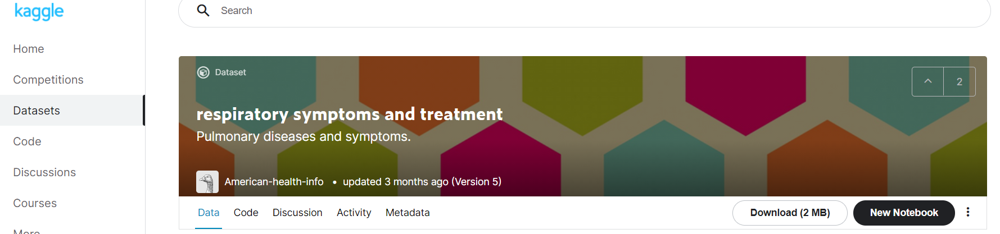 kaggle
Search
Home
Competitions
Datasets
Code
Discussions
Courses
More
Dataset
2
respiratory symptoms and treatment
Pulmonary diseases and symptoms.
American-health-info • updated 3 months ago (Version 5)
Data Code Discussion Activity Metadata
Download (2 MB) New Notebook